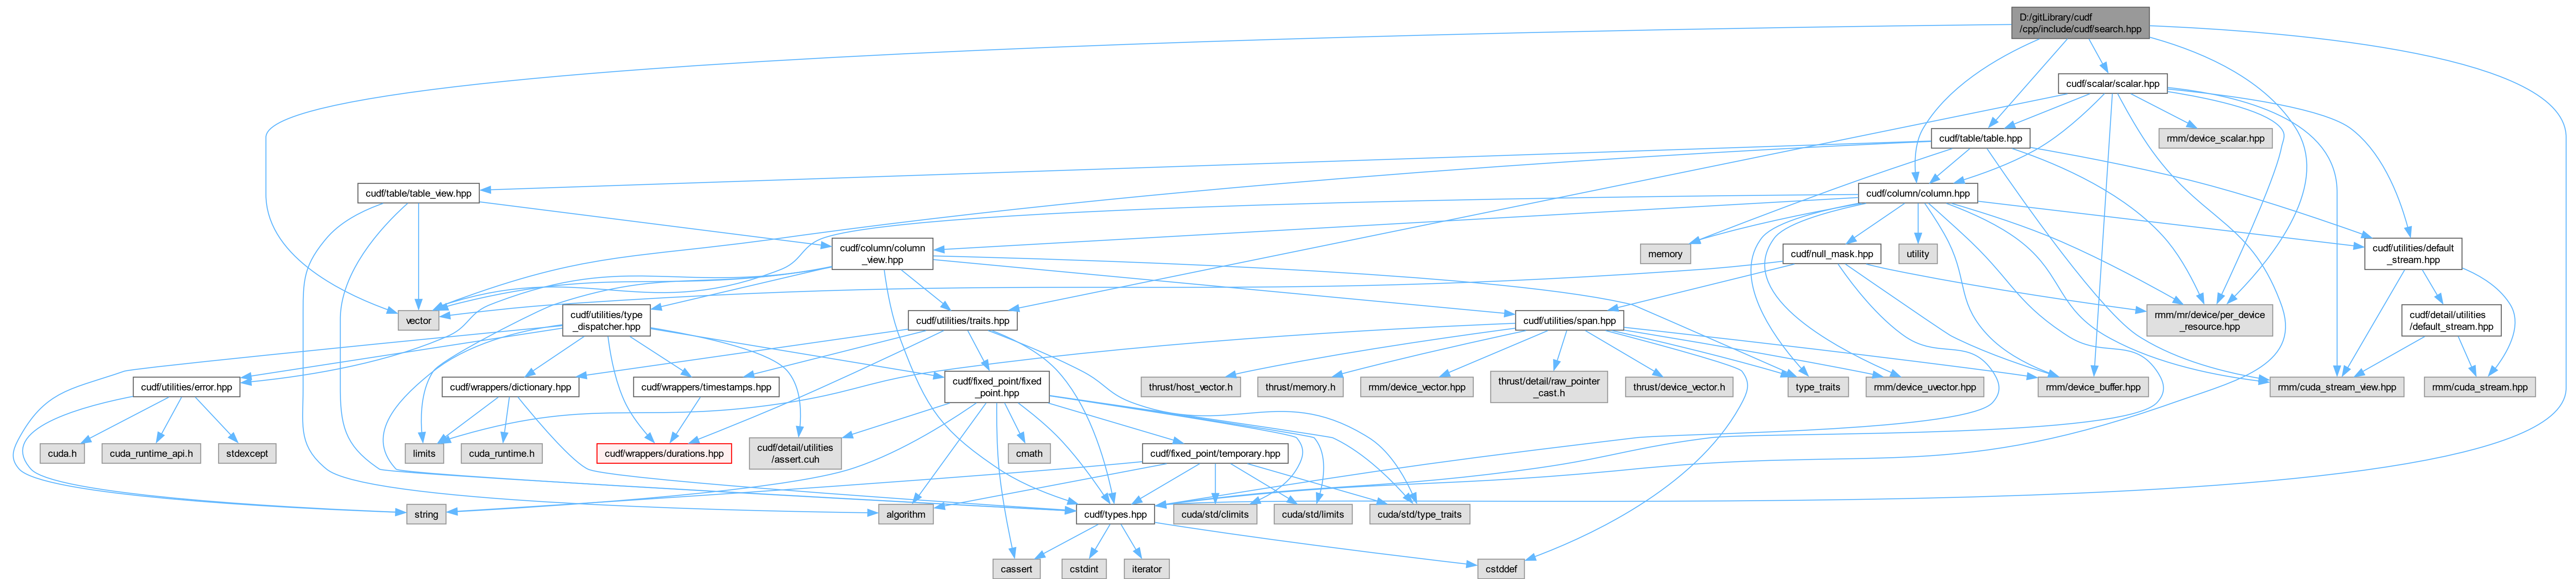 D:/gitLibrary/cudf
/cpp/include/cudf/search.hpp
cudf/scalar/scalar.hpp
cudf/table/table.hpp
rmm/device_scalar.hpp
cudf/table/table_view.hpp
cudf/column/column.hpp
cudf/column/column
_view.hpp
memory
cudf/null_mask.hpp
utility
cudf/utilities/default
_stream.hpp
vector
cudf/utilities/type
_dispatcher.hpp
cudf/utilities/traits.hpp
cudf/utilities/span.hpp
rmm/mr/device/per_device
_resource.hpp
cudf/detail/utilities
/default_stream.hpp
cudf/utilities/error.hpp
cudf/wrappers/dictionary.hpp
cudf/wrappers/timestamps.hpp
cudf/fixed_point/fixed
_point.hpp
thrust/host_vector.h
thrust/memory.h
rmm/device_vector.hpp
thrust/detail/raw_pointer
_cast.h
thrust/device_vector.h
type_traits
rmm/device_uvector.hpp
rmm/device_buffer.hpp
rmm/cuda_stream_view.hpp
rmm/cuda_stream.hpp
cuda.h
cuda_runtime_api.h
stdexcept
limits
cuda_runtime.h
cudf/wrappers/durations.hpp
cudf/detail/utilities
/assert.cuh
cmath
cudf/fixed_point/temporary.hpp
string
algorithm
cudf/types.hpp
cuda/std/climits
cuda/std/limits
cuda/std/type_traits
cassert
cstdint
iterator
cstddef